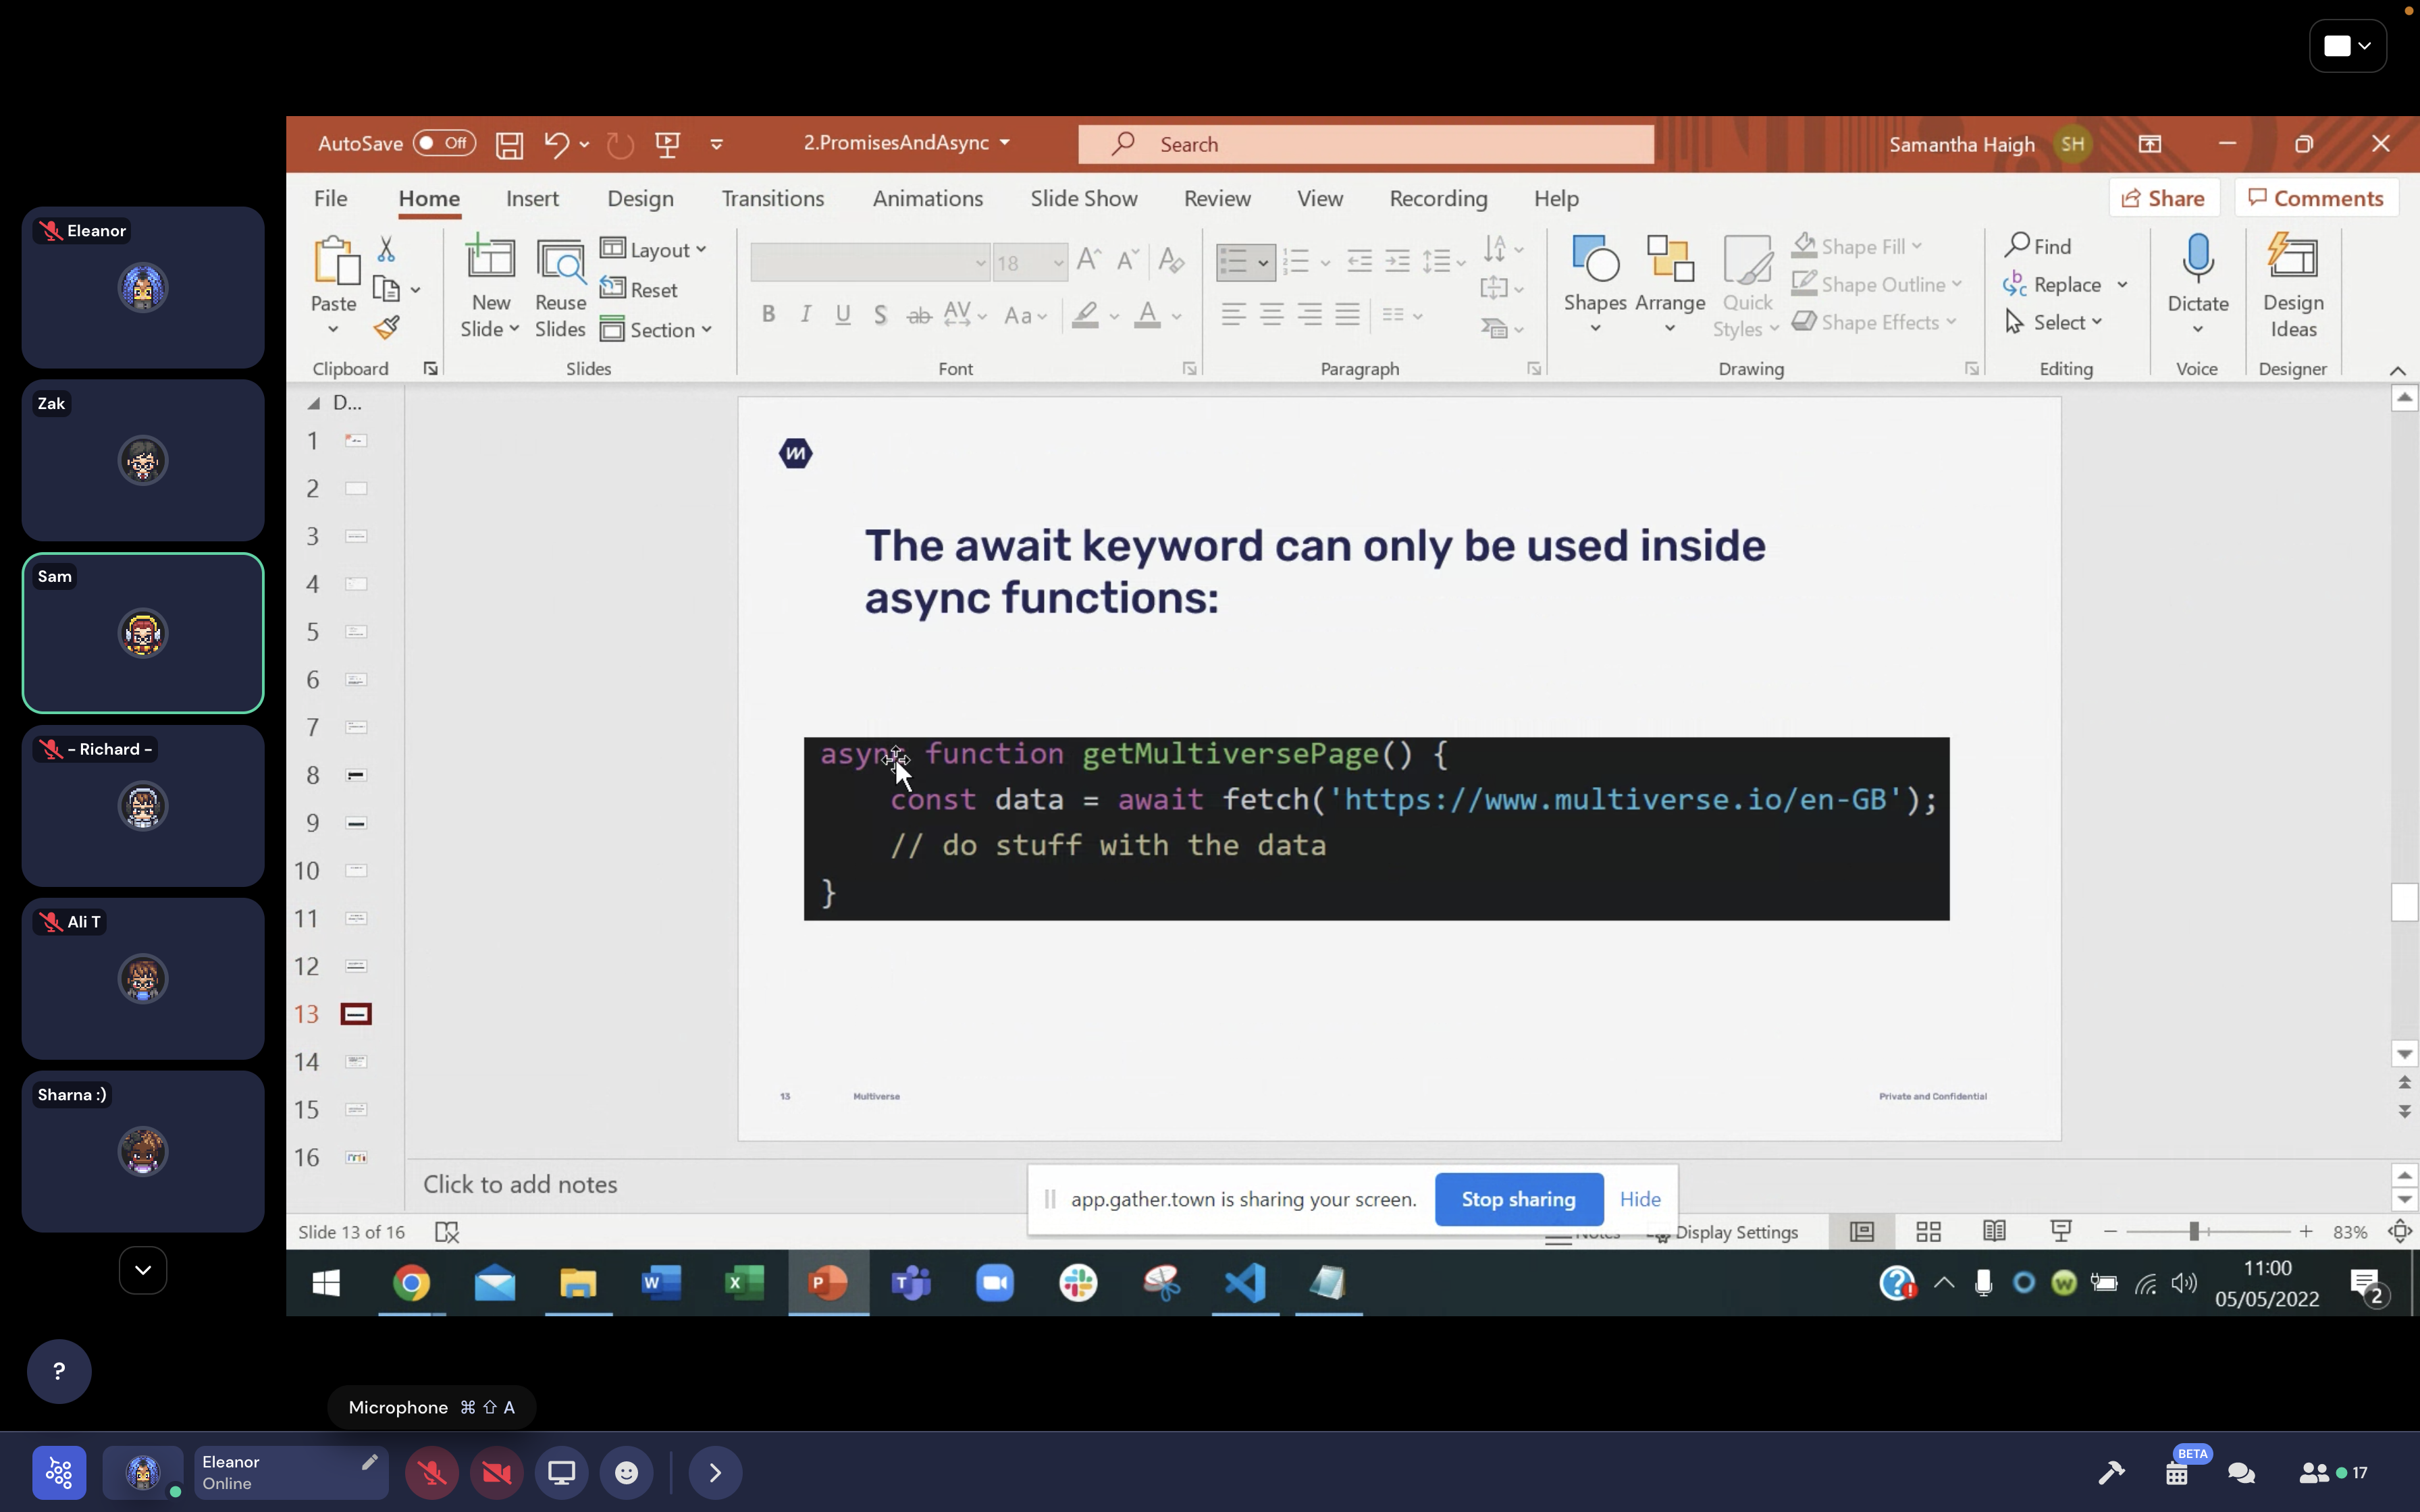 Eleanor
Zak
Sam
- Richard -
Ali T
Sharna :)
AutoSave Off
2.PromisesAndAsync
Search
Samantha Haigh SH
File Home Insert Design Transitions Animations Slide Show Review View Recording Help
Share Comments
Paste
Clipboard
New
Slide
Reuse
Slides
Layout
Reset
Section
Slides
18
Font
Paragraph
Shapes Arrange Quick
Styles
Shape Fill
Shape Outline
Shape Effects
Drawing
Find
Replace
Select
Editing
Dictate
Voice
Design
Ideas
Designer
D...
1
2
3
4
5
6
7
8
9
10
11
12
13
14
15
16
The await keyword can only be used inside
async functions:
async function getMultiversePage() {
const data = await fetch('https://www.multiverse.io/en-GB');
// do stuff with the data
}
13 Multiverse Private and Confidential
Click to add notes
app.gather.town is sharing your screen. Stop sharing Hide
Slide 13 of 16
Notes Display Settings 83%
11:00
05/05/2022
2
?
Microphone ⌘ ⇧ A
Eleanor
Online
BETA
17